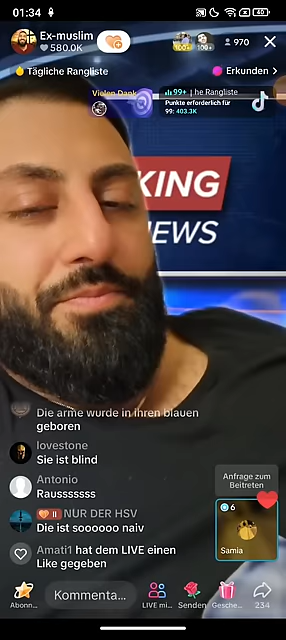 01:34
40
Ex-muslim
580.0K
100+
100+
970
Tägliche Rangliste
Erkunden
Vielen Dank
99+ | he Rangliste
Punkte erforderlich für
99: 403.3K
KING
NEWS
Die arme wurde in ihren blauen
geboren
lovestone
Sie ist blind
Antonio
Raussssssss
NUR DER HSV
Die ist soooooo naiv
Amati1 hat dem LIVE einen
Like gegeben
Anfrage zum
Beitreten
6
Samia
Kommenta...
Abonn...
LIVE mi...
Senden
Gesche...
234